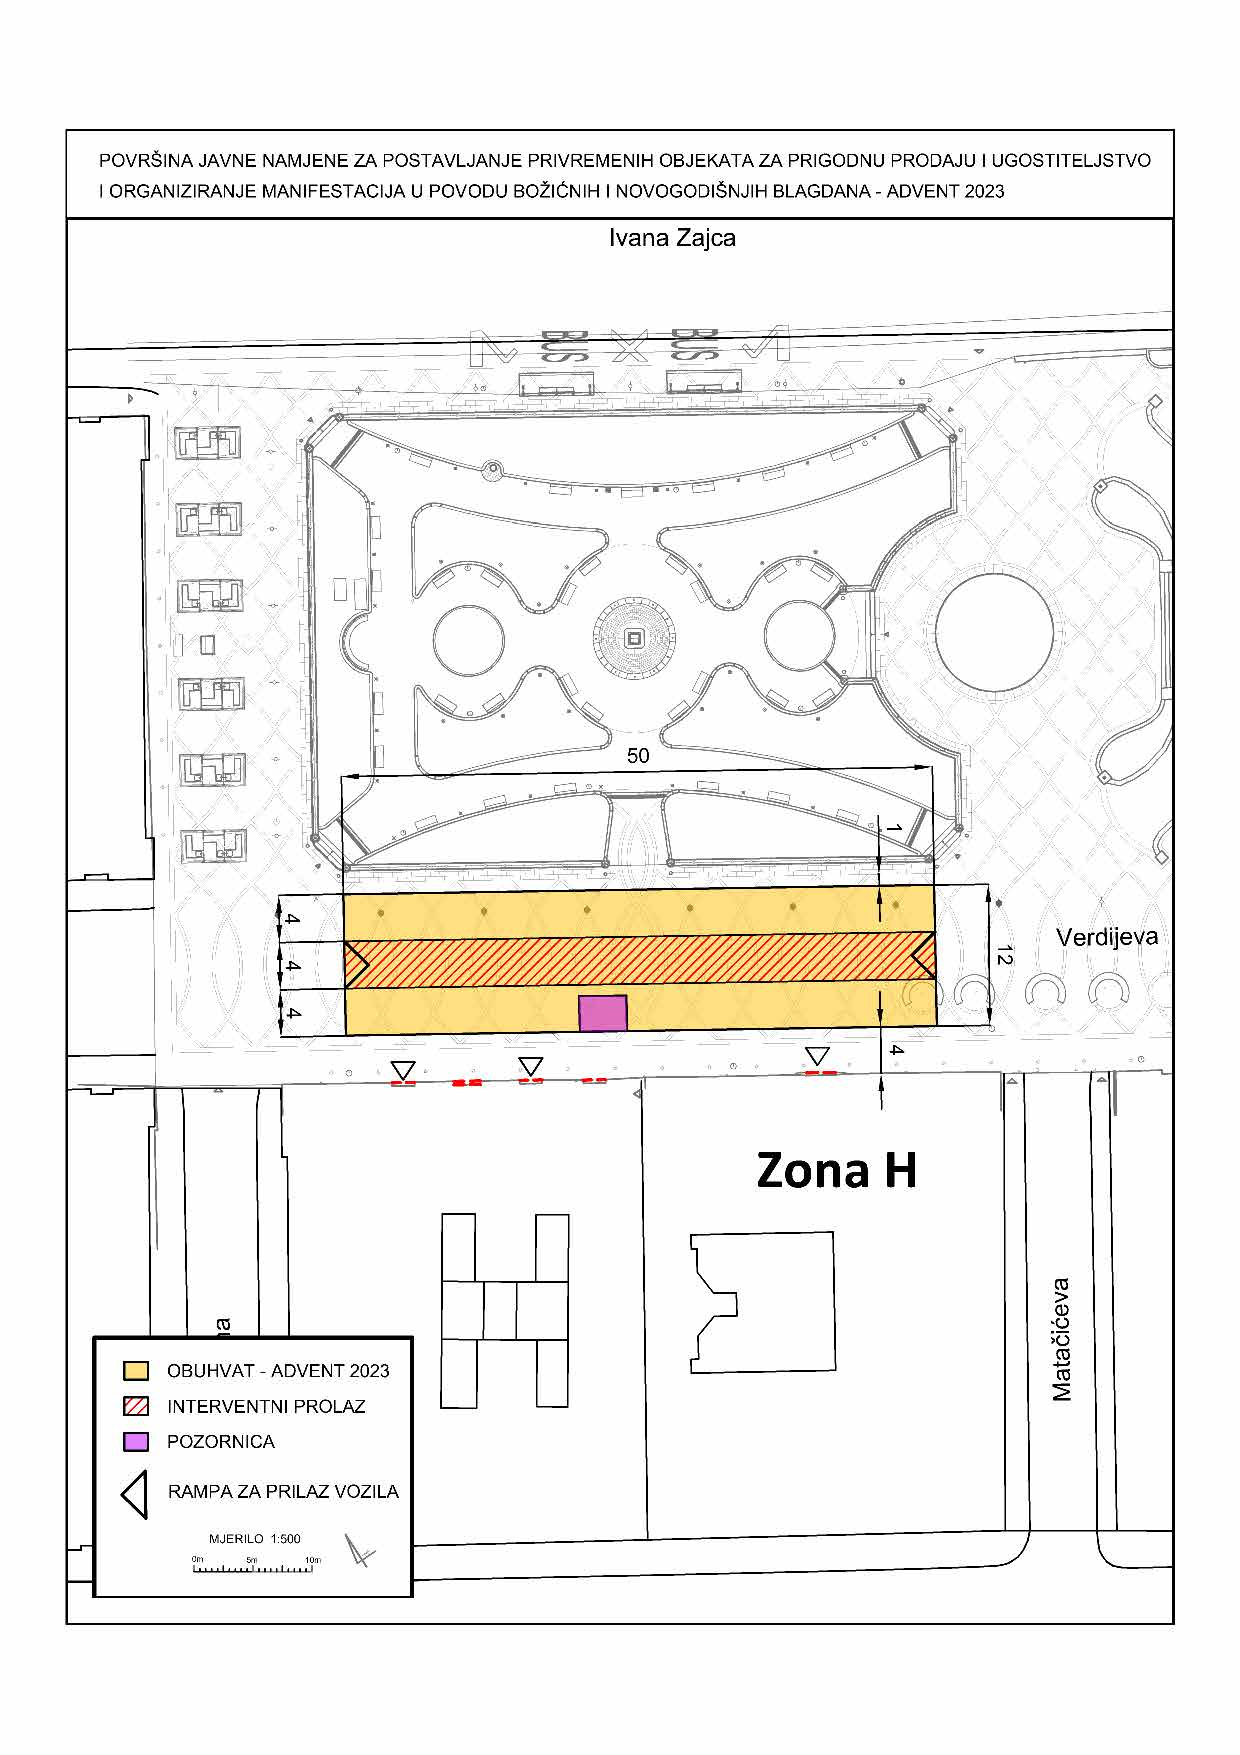 POVRŠINA JAVNE NAMJENE ZA POSTAVLJANJE PRIVREMENIH OBJEKATA ZA PRIGODNU PRODAJU I UGOSTITELJSTVO
I ORGANIZIRANJE MANIFESTACIJA U POVODU BOŽIĆNIH I NOVOGODIŠNJIH BLAGDANA - ADVENT 2023
Ivana Zajca
BUS
BUS
50
1
4
4
4
12
Verdijeva
4
Zona H
Matačićeva
na
OBUHVAT - ADVENT 2023
INTERVENTNI PROLAZ
POZORNICA
RAMPA ZA PRILAZ VOZILA
MJERILO 1:500
0m 5m 10m